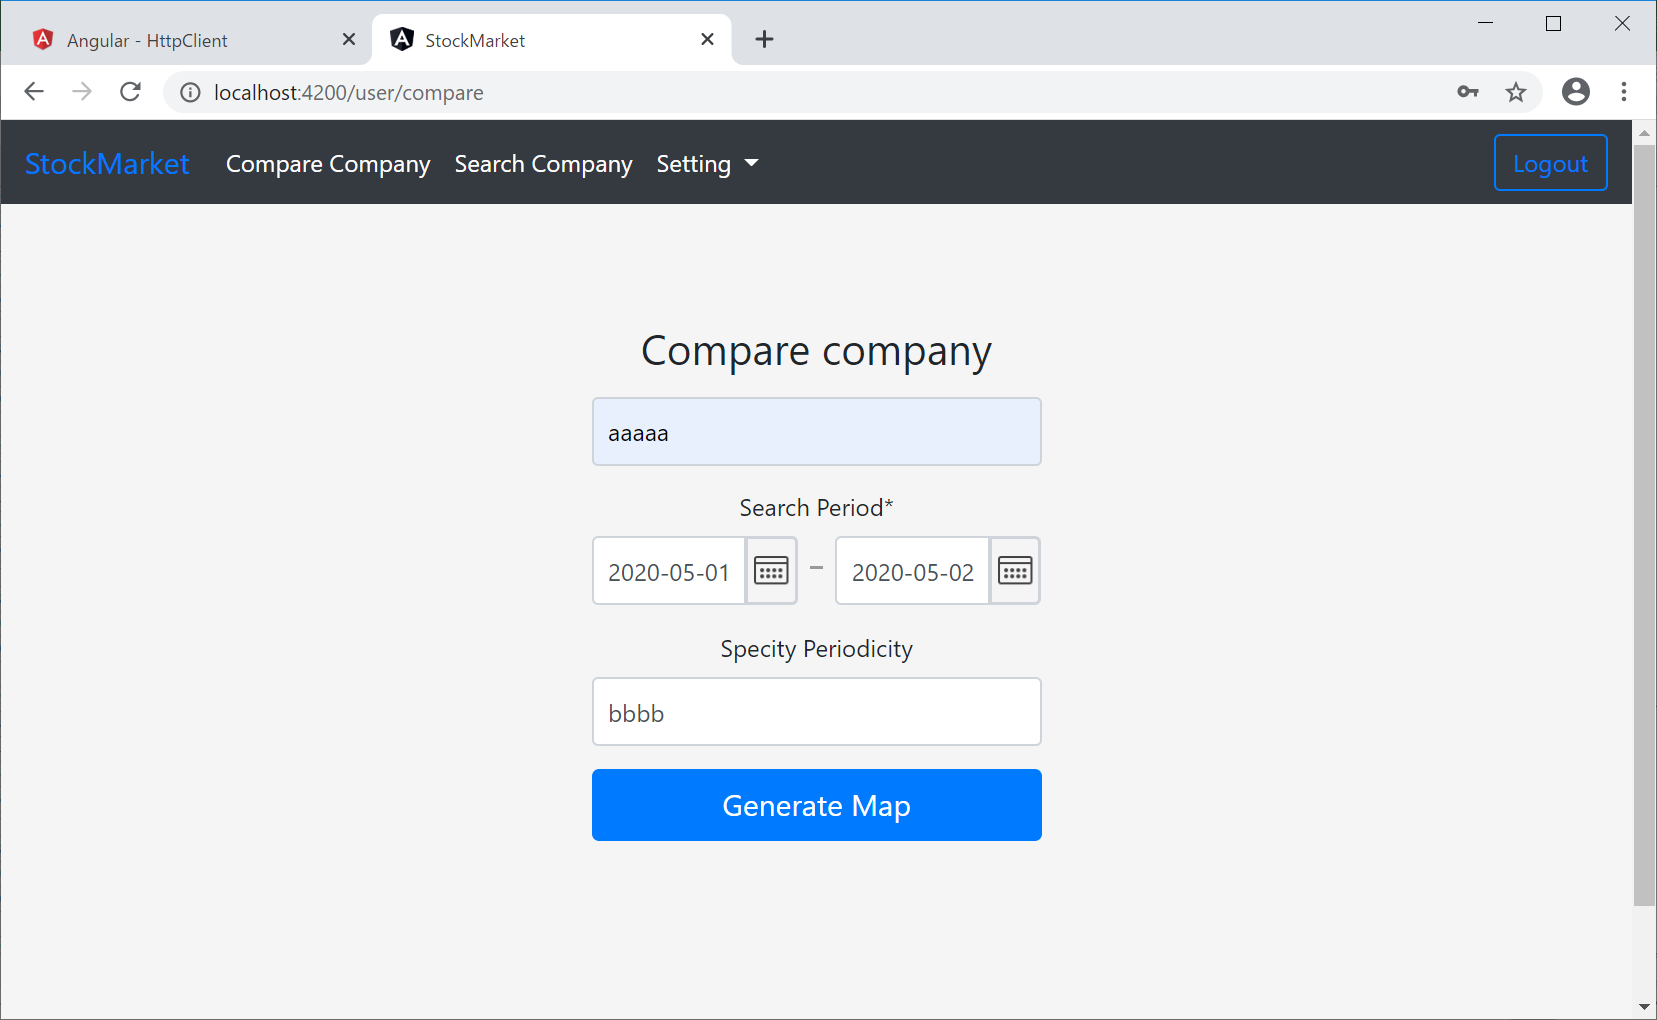 Angular - HttpClient
StockMarket
localhost:4200/user/compare
StockMarket Compare Company Search Company Setting Logout
Compare company
aaaaa
Search Period*
2020-05-01 – 2020-05-02
Specity Periodicity
bbbb
Generate Map